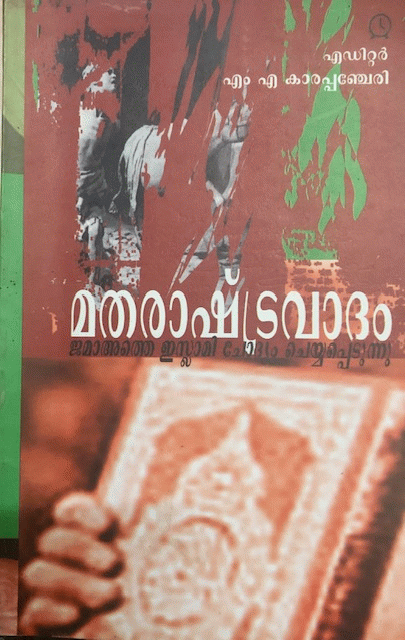 എഡിറ്റർ
എം എ കാരപ്പഞ്ചേരി
മതരാഷ്ട്രവാദം
ജമാഅത്തെ ഇസ്ലാമി ചോദ്യം ചെയ്യപ്പെടുന്നു